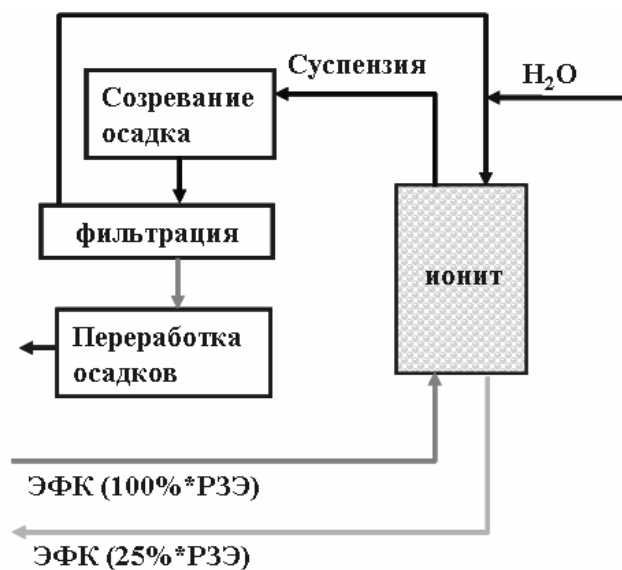 Суспензия
H₂O
Созревание
осадка
фильтрация
ионит
Переработка
осадков
ЭФК (100%*РЗЭ)
ЭФК (25%*РЗЭ)